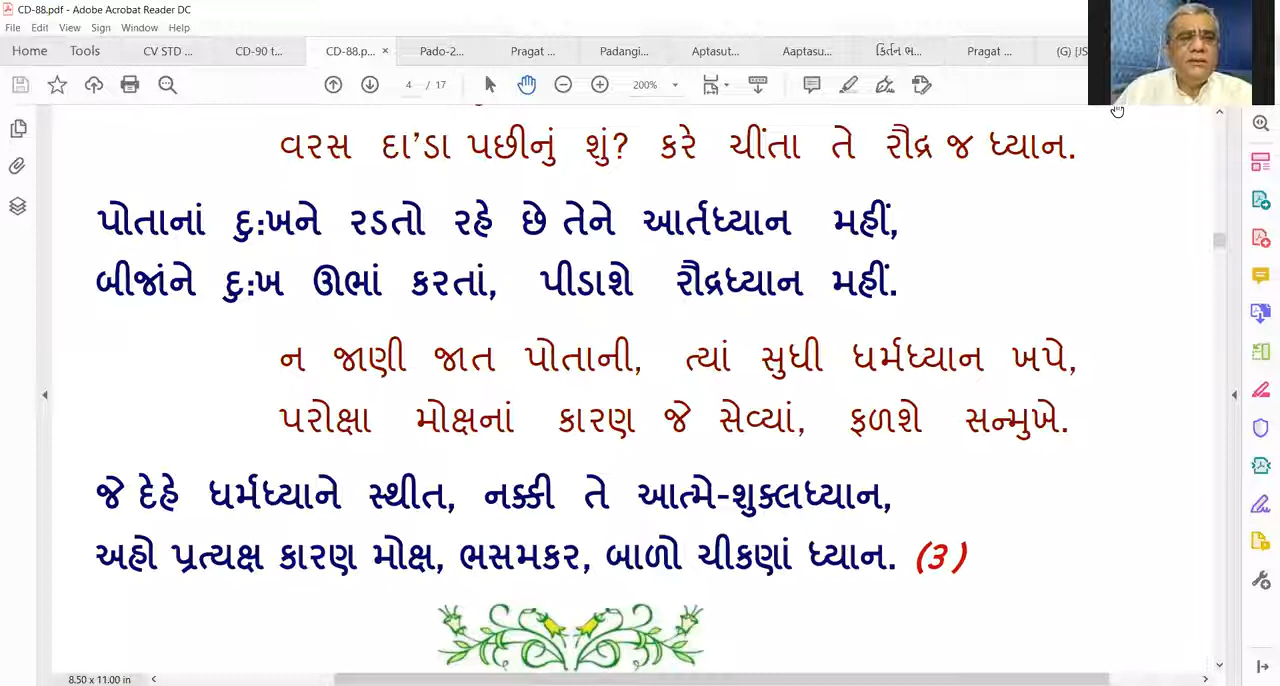 CD-88.pdf - Adobe Acrobat Reader DC
File Edit View Sign Window Help
Home Tools CV STD ... CD-90 t... CD-88.p... × Pado-2... Pragat ... Padangi... Aptasut... Aaptasu... કિર્તન ભ... Pragat ... (G) [JS
4 / 17 200%
વરસ દા’ડા પછીનું શું? કરે ચીંતા તે રૌદ્ર જ ધ્યાન.
પોતાનાં દુઃખને રડતો રહે છે તેને આર્તધ્યાન મહીં,
બીજાંને દુઃખ ઊભાં કરતાં, પીડાશે રૌદ્રધ્યાન મહીં.
ન જાણી જાત પોતાની, ત્યાં સુધી ધર્મધ્યાન ખપે,
પરોક્ષા મોક્ષનાં કારણ જે સેવ્યાં, ફળશે સન્મુખે.
જે દેહે ધર્મધ્યાને સ્થીત, નક્કી તે આત્મે-શુક્લધ્યાન,
અહો પ્રત્યક્ષ કારણ મોક્ષ, ભસમકર, બાળો ચીકણાં ધ્યાન. (૩)
8.50 x 11.00 in